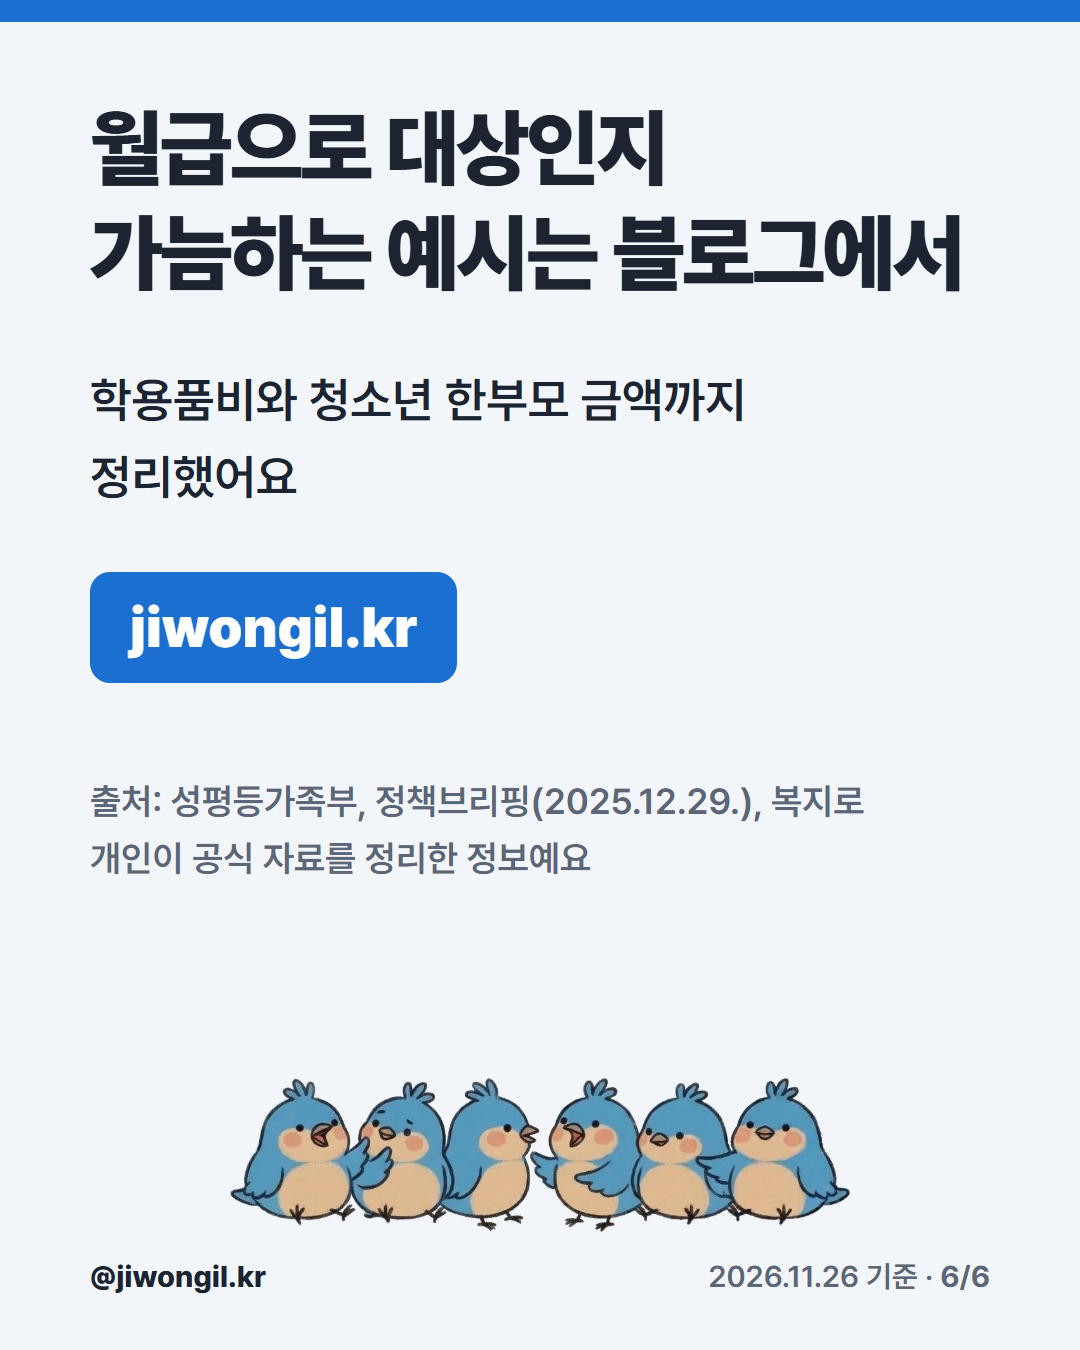 월급으로 대상인지
가늠하는 예시는 블로그에서
학용품비와 청소년 한부모 금액까지
정리했어요
jiwongil.kr
출처: 성평등가족부, 정책브리핑(2025.12.29.), 복지로
개인이 공식 자료를 정리한 정보예요
@jiwongil.kr
2026.11.26 기준 · 6/6